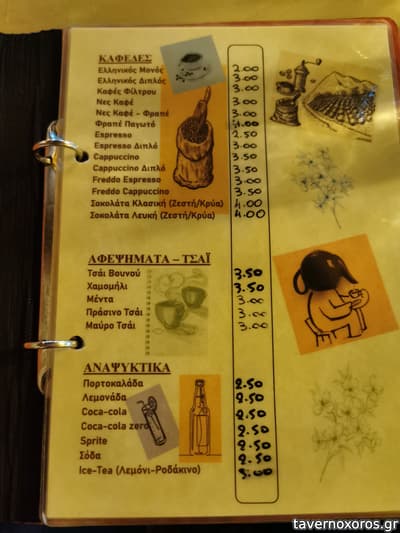 ΚΑΦΕΔΕΣ
Ελληνικός Μονός 2.00
Ελληνικός Διπλός 3.00
Καφές Φίλτρου 3.00
Νες Καφέ 3.00
Νες Καφέ - Φραπέ 3.00
Φραπέ Παγωτό 4.00
Espresso 2.50
Espresso Διπλό 3.00
Cappuccino 3.50
Cappuccino Διπλό 3.50
Freddo Espresso 3.00
Freddo Cappuccino 3.50
Σοκολάτα Κλασική (Ζεστή/Κρύα) 4.00
Σοκολάτα Λευκή (Ζεστή/Κρύα) 4.00
ΑΦΕΨΗΜΑΤΑ – ΤΣΑΪ
Τσάι Βουνού 3.50
Χαμομήλι 3.50
Μέντα 3.00
Πράσινο Τσάι 3.00
Μαύρο Τσάι 3.00
ΑΝΑΨΥΚΤΙΚΑ
Πορτοκαλάδα 2.50
Λεμονάδα 2.50
Coca-cola 2.50
Coca-cola zero 2.50
Sprite 2.50
Σόδα 2.50
Ice-Tea (Λεμόνι-Ροδάκινο) 3.00
tavernoxoros.gr